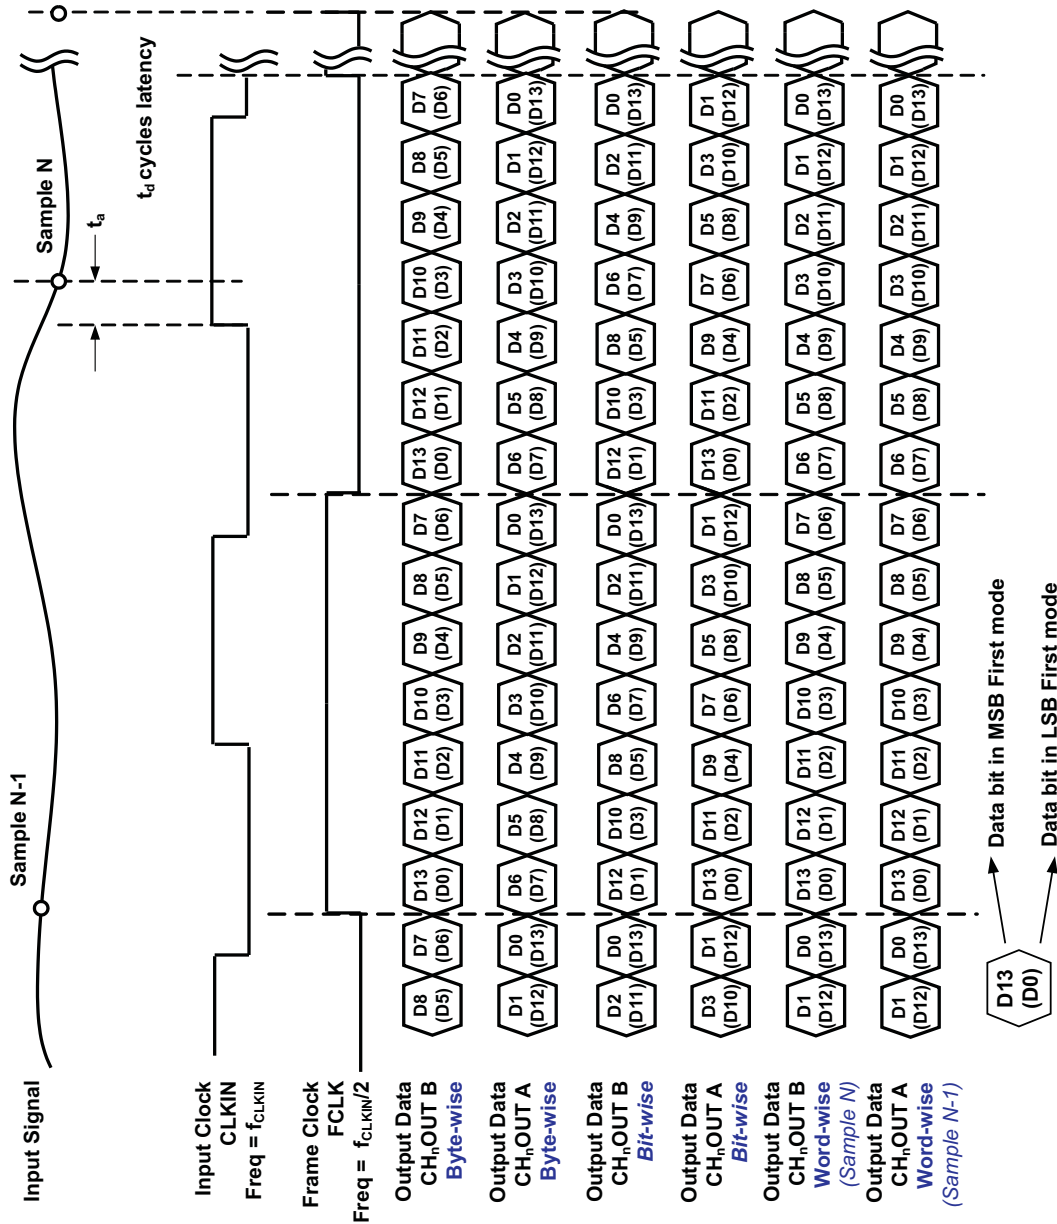 Sample N-1
Sample N
Input Signal
tₐ
t_d cycles latency
Input Clock
CLKIN
Freq = f_CLKIN
Frame Clock
FCLK
Freq = f_CLKIN/2
Output Data
CHₙOUT B
Byte-wise
D8 D7 D13 D12 D11 D10 D9 D8 D7 D13 D12 D11 D10 D9 D8 D7
(D5) (D6) (D0) (D1) (D2) (D3) (D4) (D5) (D6) (D0) (D1) (D2) (D3) (D4) (D5) (D6)
Output Data
CHₙOUT A
Byte-wise
D1 D0 D6 D5 D4 D3 D2 D1 D0 D6 D5 D4 D3 D2 D1 D0
(D12) (D13) (D7) (D8) (D9) (D10) (D11) (D12) (D13) (D7) (D8) (D9) (D10) (D11) (D12) (D13)
Output Data
CHₙOUT B
Bit-wise
D2 D0 D12 D10 D8 D6 D4 D2 D0 D12 D10 D8 D6 D4 D2 D0
(D11) (D13) (D1) (D3) (D5) (D7) (D9) (D11) (D13) (D1) (D3) (D5) (D7) (D9) (D11) (D13)
Output Data
CHₙOUT A
Bit-wise
D3 D1 D13 D11 D9 D7 D5 D3 D1 D13 D11 D9 D7 D5 D3 D1
(D10) (D12) (D0) (D2) (D4) (D6) (D8) (D10) (D12) (D0) (D2) (D4) (D6) (D8) (D10) (D12)
Output Data
CHₙOUT B
Word-wise
(Sample N)
D1 D0 D13 D12 D11 D10 D9 D8 D7 D6 D5 D4 D3 D2 D1 D0
(D12) (D13) (D0) (D1) (D2) (D3) (D4) (D5) (D6) (D7) (D8) (D9) (D10) (D11) (D12) (D13)
Output Data
CHₙOUT A
Word-wise
(Sample N-1)
D1 D0 D13 D12 D11 D10 D9 D8 D7 D6 D5 D4 D3 D2 D1 D0
(D12) (D13) (D0) (D1) (D2) (D3) (D4) (D5) (D6) (D7) (D8) (D9) (D10) (D11) (D12) (D13)
D13
(D0)
Data bit in MSB First mode
Data bit in LSB First mode